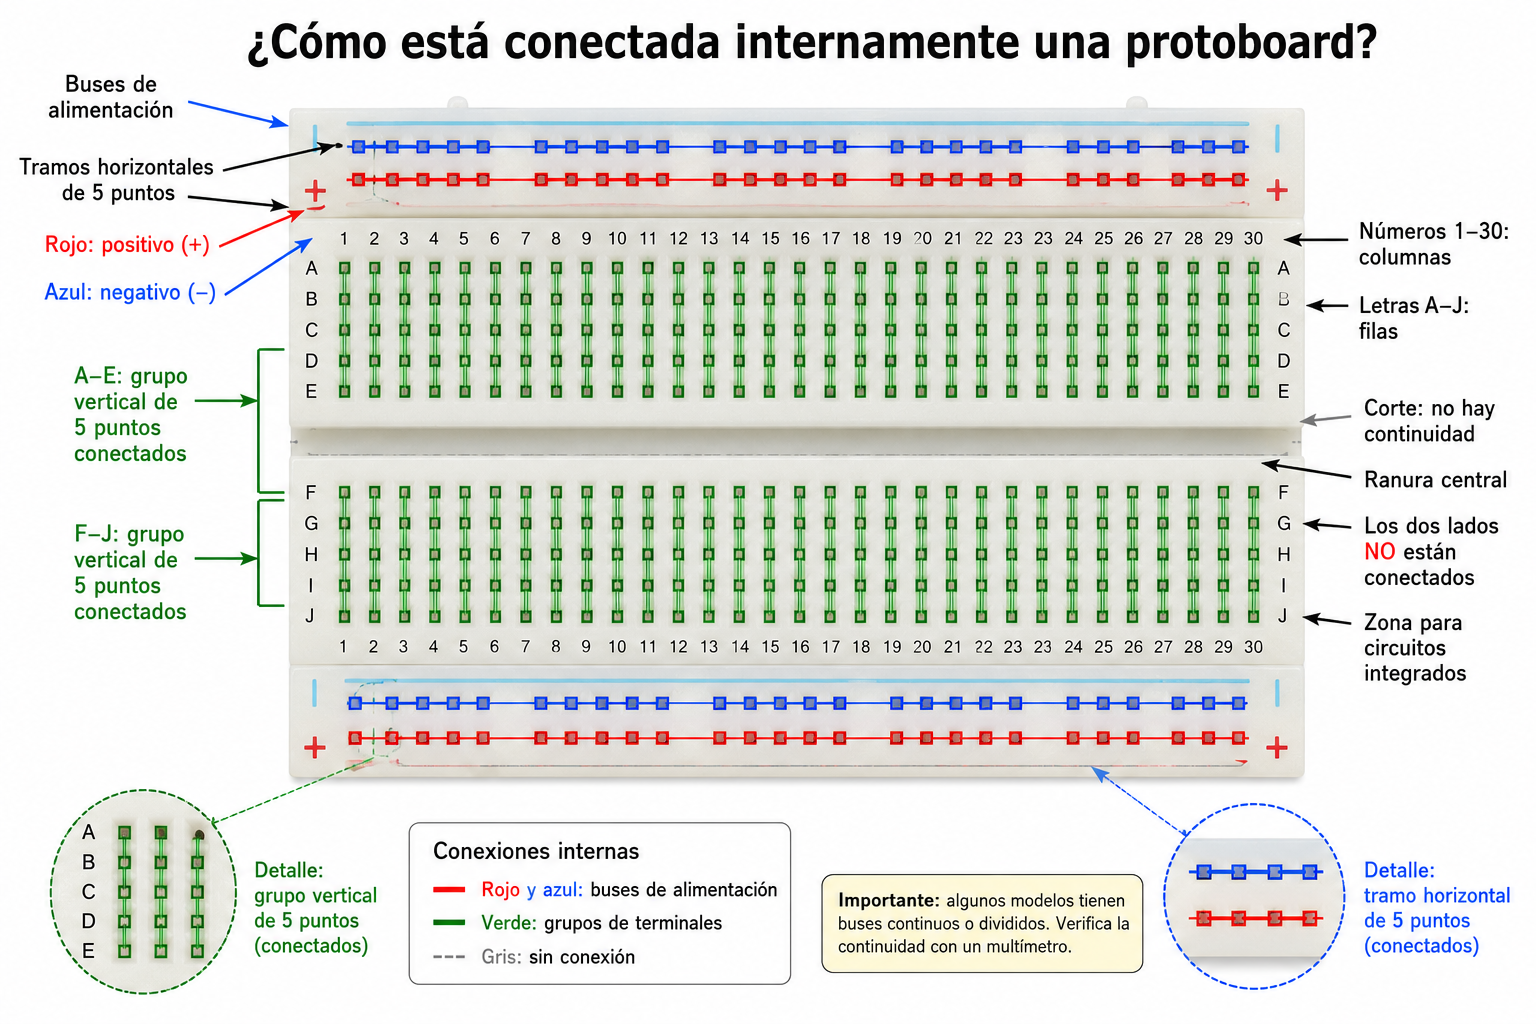 ¿Cómo está conectada internamente una protoboard?
Buses de
alimentación
Tramos horizontales
de 5 puntos
Rojo: positivo (+)
Azul: negativo (−)
A–E: grupo
vertical de
5 puntos
conectados
F–J: grupo
vertical de
5 puntos
conectados
+
+
1 2 3 4 5 6 7 8 9 10 11 12 13 14 15 16 17 18 19 20 21 22 23 23 24 25 26 27 28 29 30
A A
B B
C C
D D
E E
F F
G G
H H
I I
J J
1 2 3 4 5 6 7 8 9 10 11 12 13 14 15 16 17 18 19 20 21 22 23 23 24 25 26 27 28 29 30
+
+
Números 1–30:
columnas
Letras A–J:
filas
Corte: no hay
continuidad
Ranura central
Los dos lados
NO están
conectados
Zona para
circuitos
integrados
A
B
C
D
E
Detalle:
grupo vertical
de 5 puntos
(conectados)
Conexiones internas
Rojo y azul: buses de alimentación
Verde: grupos de terminales
Gris: sin conexión
Importante: algunos modelos tienen
buses continuos o divididos. Verifica la
continuidad con un multímetro.
Detalle:
tramo horizontal
de 5 puntos
(conectados)